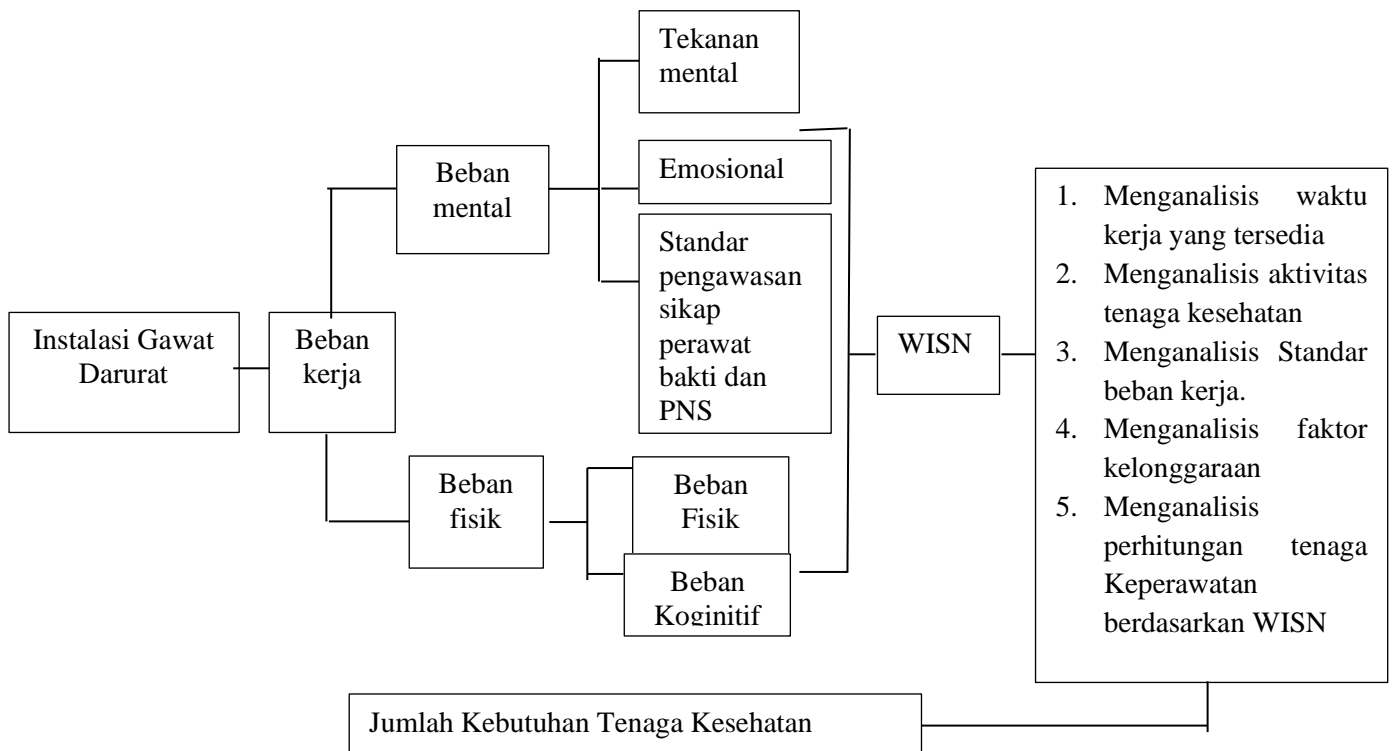 Instalasi Gawat
Darurat
Beban
kerja
Beban
mental
Tekanan
mental
Emosional
Standar
pengawasan
sikap
perawat
bakti dan
PNS
Beban
fisik
Beban
Fisik
Beban
Koginitif
WISN
1. Menganalisis waktu
kerja yang tersedia
2. Menganalisis aktivitas
tenaga kesehatan
3. Menganalisis Standar
beban kerja.
4. Menganalisis faktor
kelonggaraan
5. Menganalisis
perhitungan tenaga
Keperawatan
berdasarkan WISN
Jumlah Kebutuhan Tenaga Kesehatan